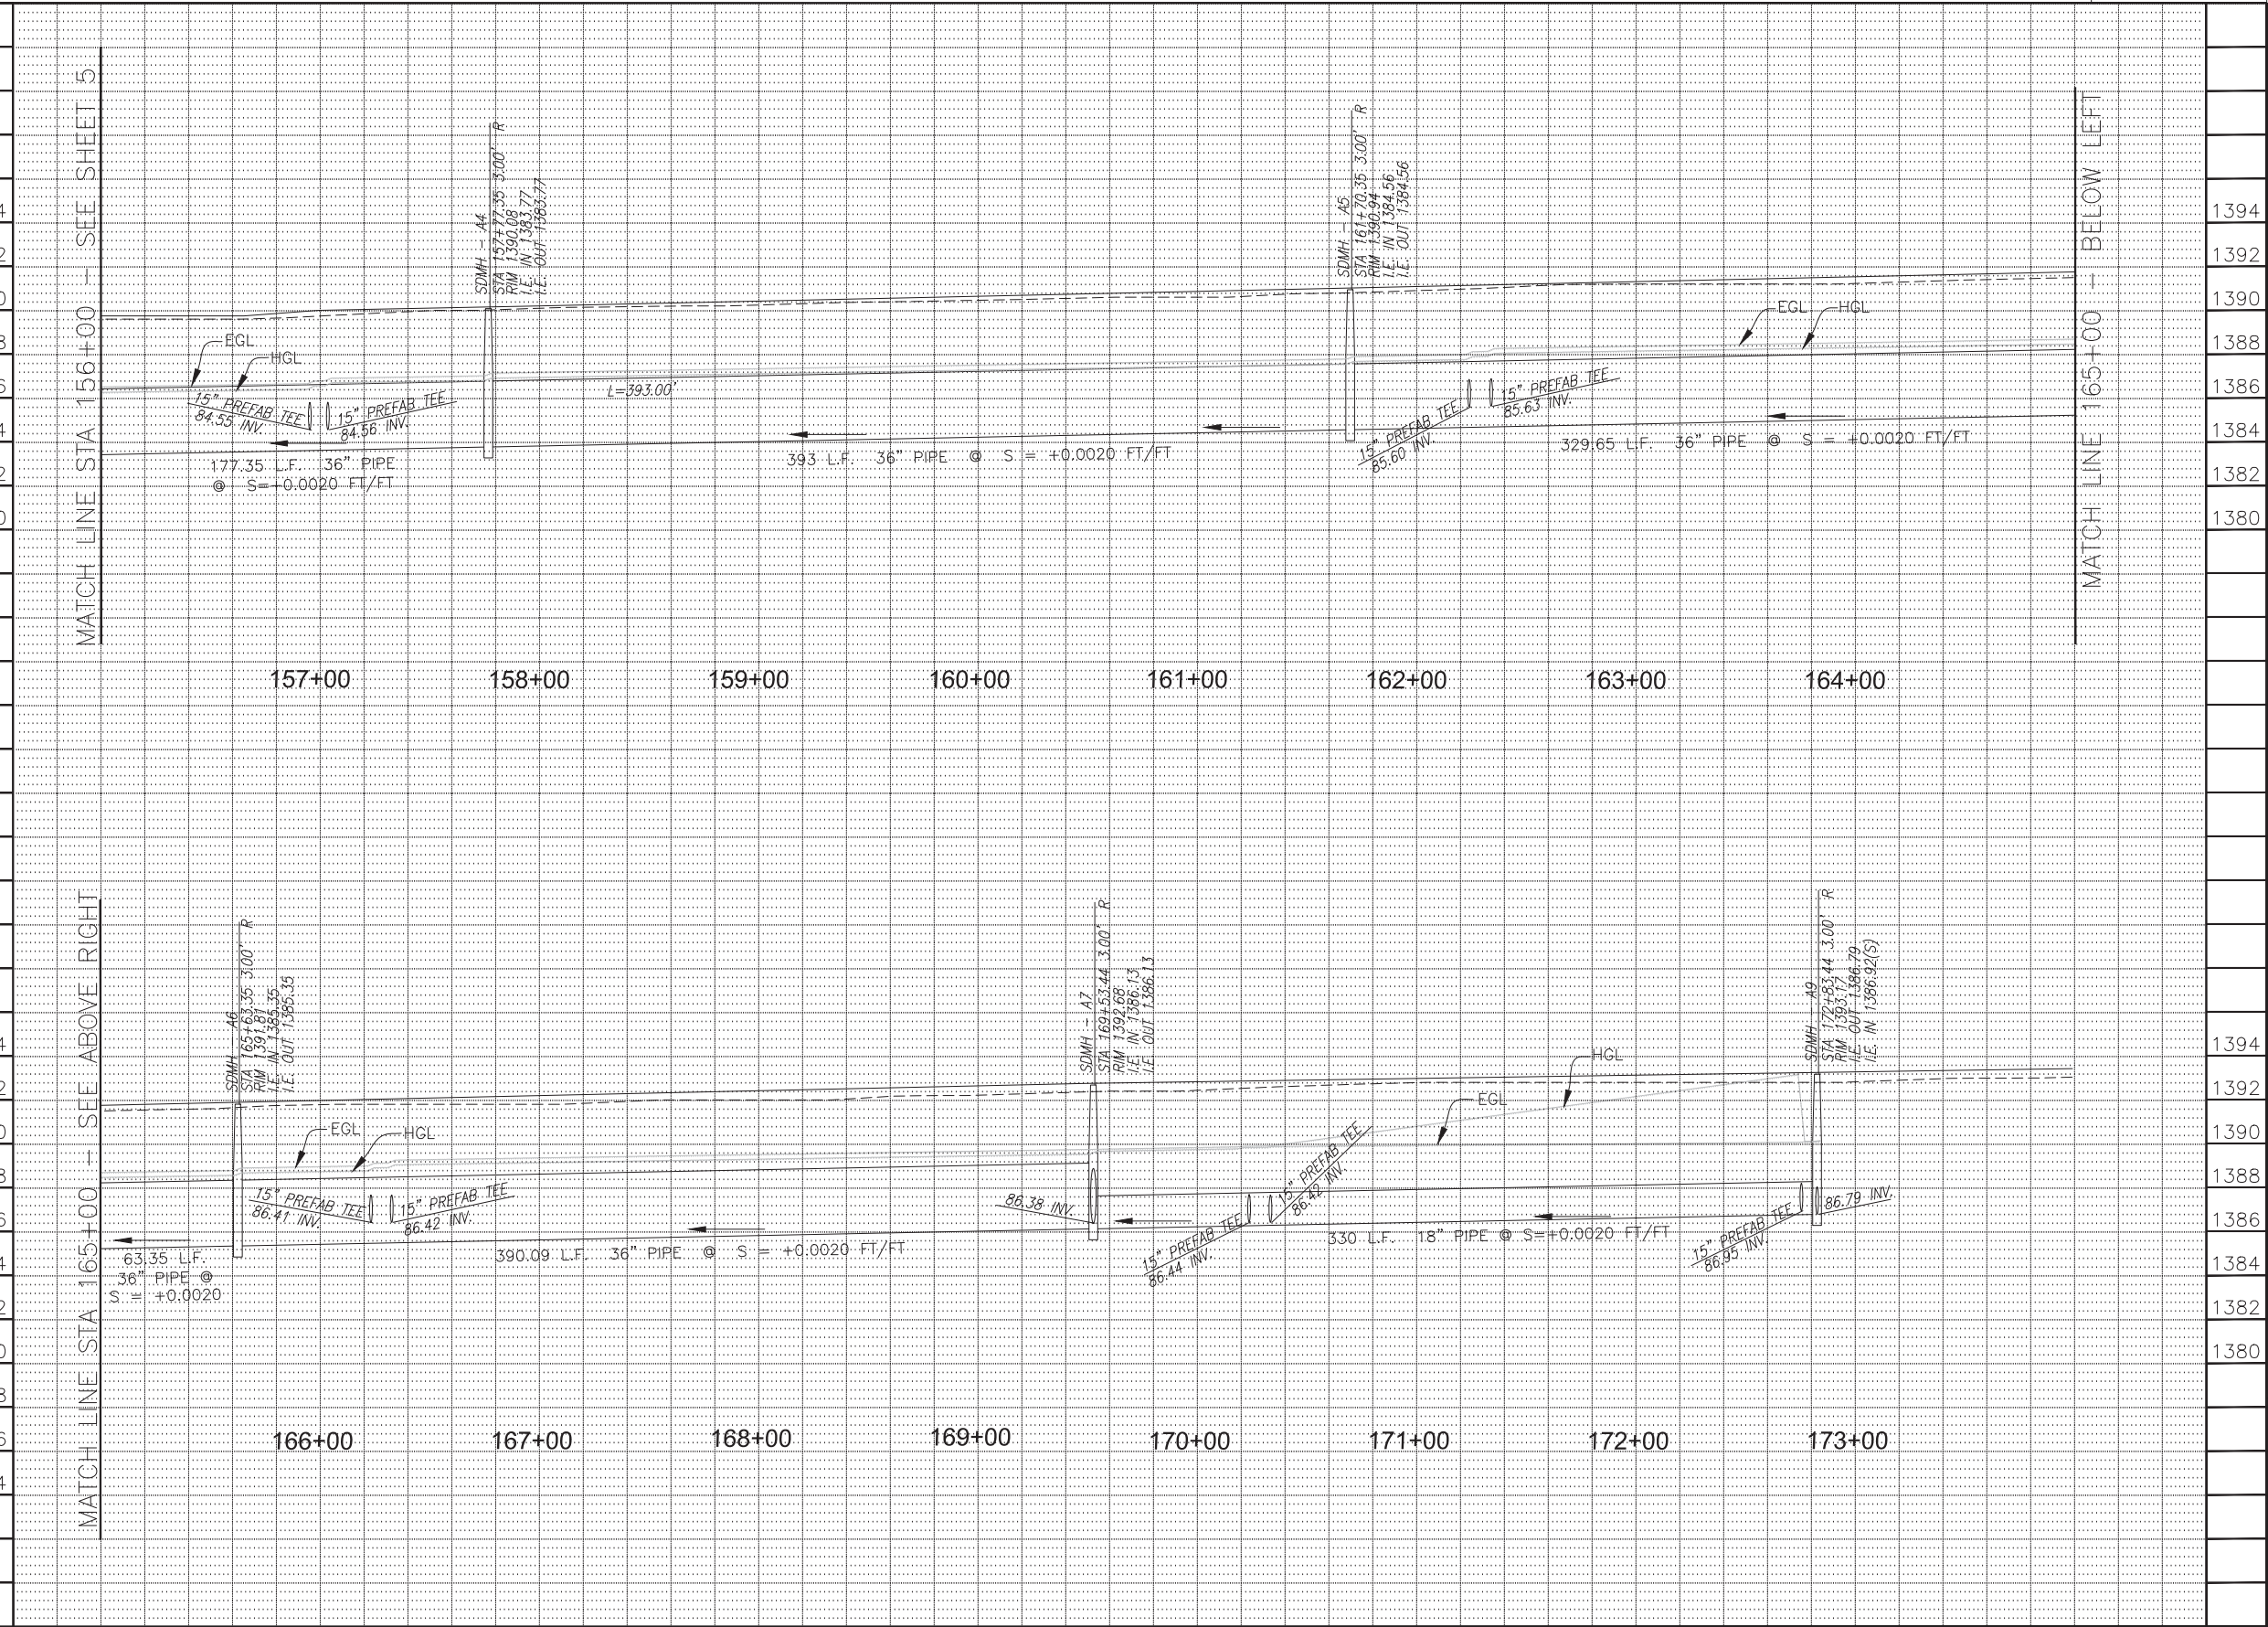 MATCH LINE STA 156+00 - SEE SHEET 5
EGL
HGL
15" PREFAB TEE
84.55 INV.
15" PREFAB TEE
84.56 INV.
177.35 L.F. 36" PIPE
@ S=+0.0020 FT/FT
SDMH - A4
STA 157+77.35 3.00' R
RIM 1390.08
I.E. IN 1383.77
I.E. OUT 1383.77
L=393.00'
393 L.F. 36" PIPE @ S = +0.0020 FT/FT
SDMH - A5
STA 161+70.35 3.00' R
RIM 1390.94
I.E. IN 1384.56
I.E. OUT 1384.56
15" PREFAB TEE
85.60 INV.
15" PREFAB TEE
85.63 INV.
EGL
HGL
329.65 L.F. 36" PIPE @ S = +0.0020 FT/FT
MATCH LINE 165+00 - BELOW LEFT
1394
1392
1390
1388
1386
1384
1382
1380
157+00
158+00
159+00
160+00
161+00
162+00
163+00
164+00
MATCH LINE STA 165+00 - SEE ABOVE RIGHT
63.35 L.F.
36" PIPE @
S = +0.0020
SDMH A6
STA 165+63.35 3.00' R
RIM 1391.81
I.E. IN 1385.35
I.E. OUT 1385.35
EGL
HGL
15" PREFAB TEE
86.41 INV.
15" PREFAB TEE
86.42 INV.
390.09 L.F. 36" PIPE @ S = +0.0020 FT/FT
SDMH - A7
STA 169+53.44 3.00' R
RIM 1392.68
I.E. IN 1386.13
I.E. OUT 1386.13
86.38 INV.
15" PREFAB TEE
86.44 INV.
15" PREFAB TEE
86.42 INV.
EGL
HGL
330 L.F. 18" PIPE @ S=+0.0020 FT/FT
15" PREFAB TEE
86.95 INV.
SDMH A9
STA 172+83.44 3.00' R
RIM 1393.17
I.E. OUT 1386.79
I.E. IN 1386.92(S)
86.79 INV.
1394
1392
1390
1388
1386
1384
1382
1380
166+00
167+00
168+00
169+00
170+00
171+00
172+00
173+00